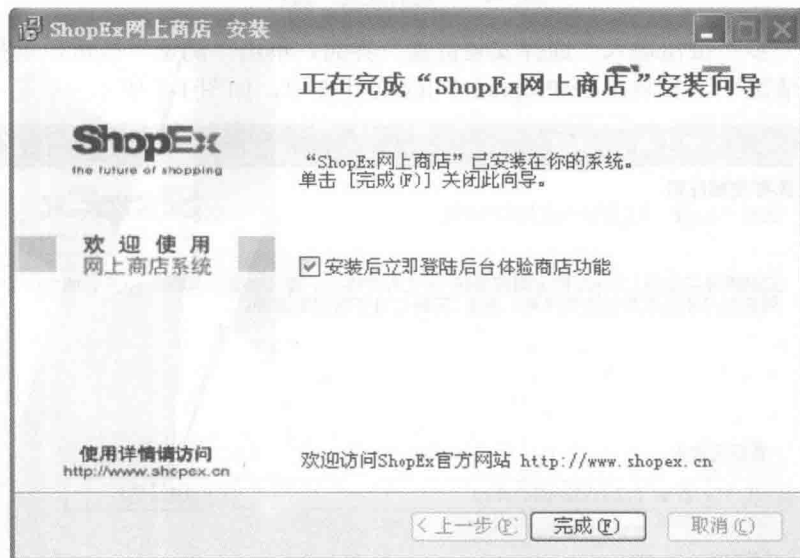 ShopEx网上商店 安装
正在完成“ShopEx网上商店”安装向导
ShopEx
the future of shopping
“ShopEx网上商店”已安装在你的系统。
单击 [完成(F)] 关闭此向导。
欢迎使用
网上商店系统
安装后立即登陆后台体验商店功能
使用详情请访问
http://www.shopex.cn
欢迎访问ShopEx官方网站 http://www.shopex.cn
<上一步(P) 完成(F) 取消(C)